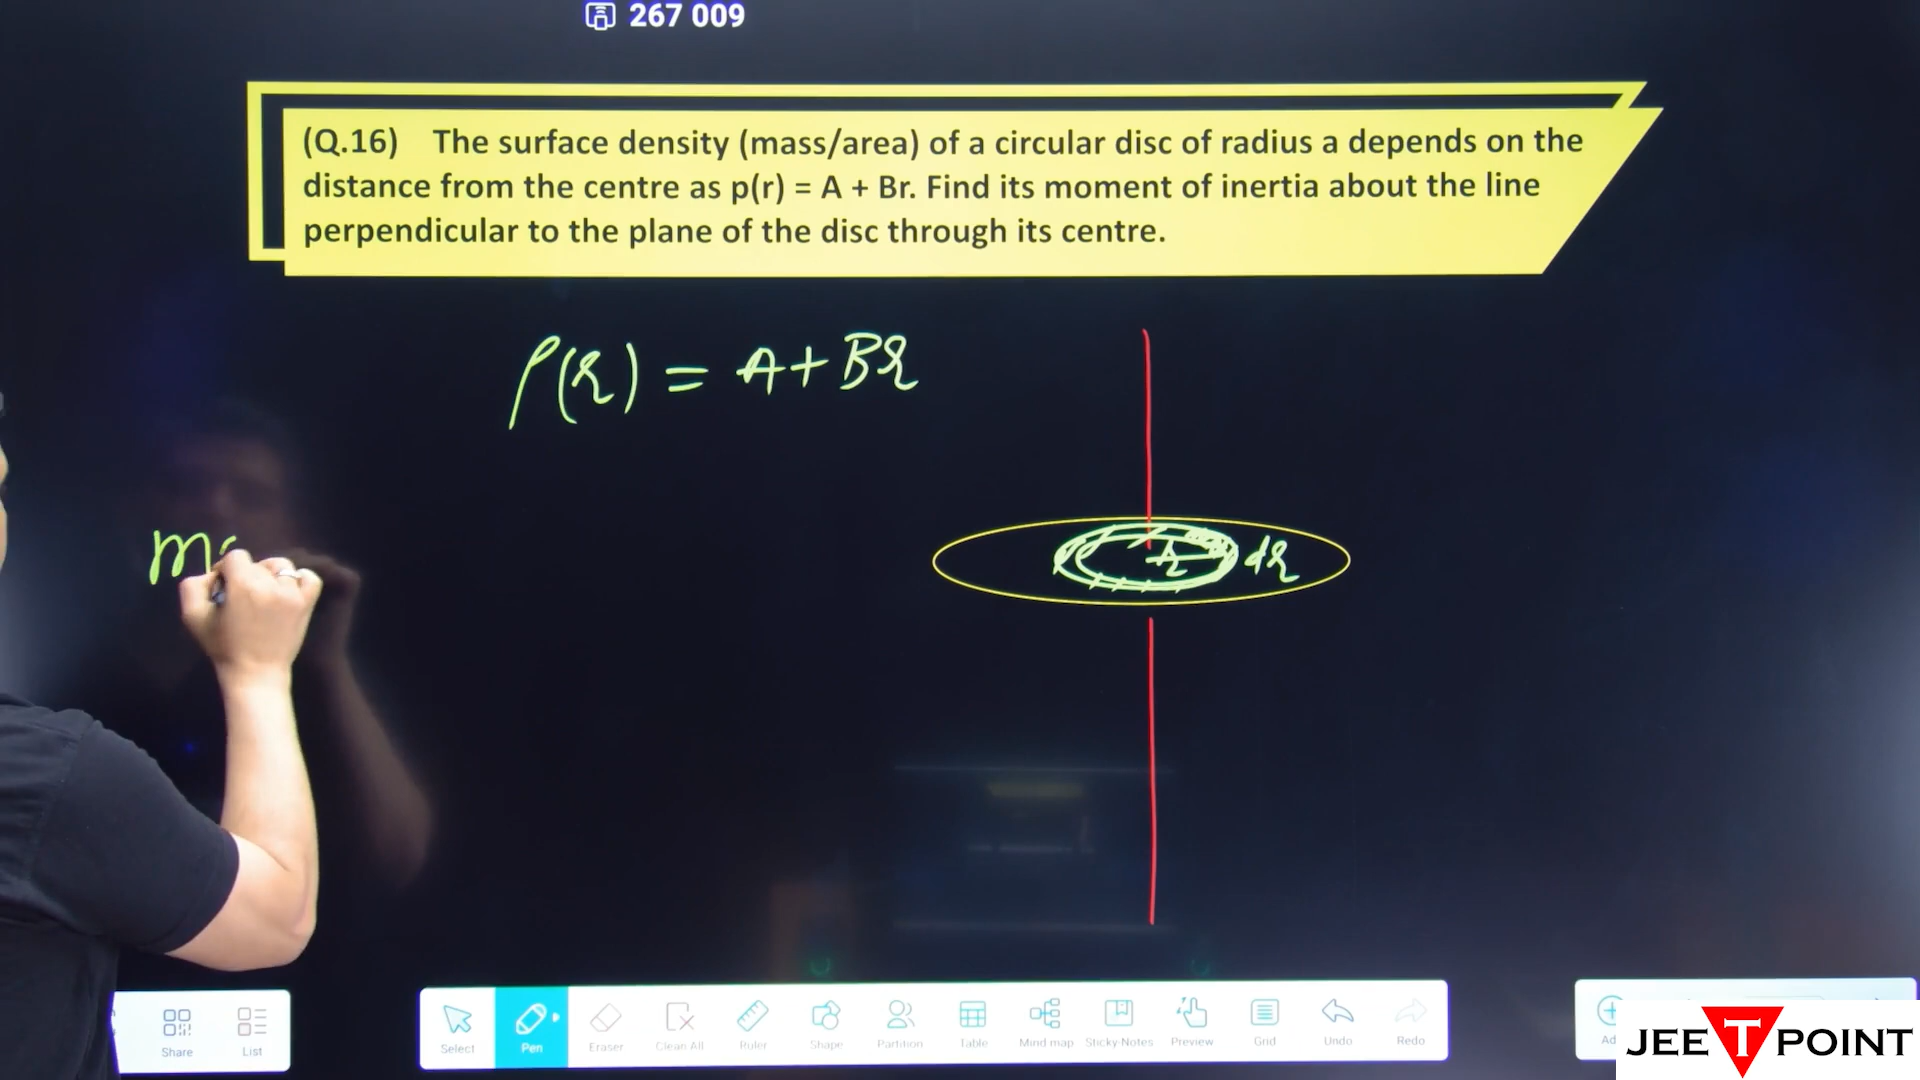 267 009
(Q.16) The surface density (mass/area) of a circular disc of radius a depends on the
distance from the centre as p(r) = A + Br. Find its moment of inertia about the line
perpendicular to the plane of the disc through its centre.
ρ(r) = A + Br
r dr
m
Share List
Select Pen Eraser Clean All Ruler Shape Partition Table Mind map Sticky Notes Preview Grid Undo Redo
JEE T POINT